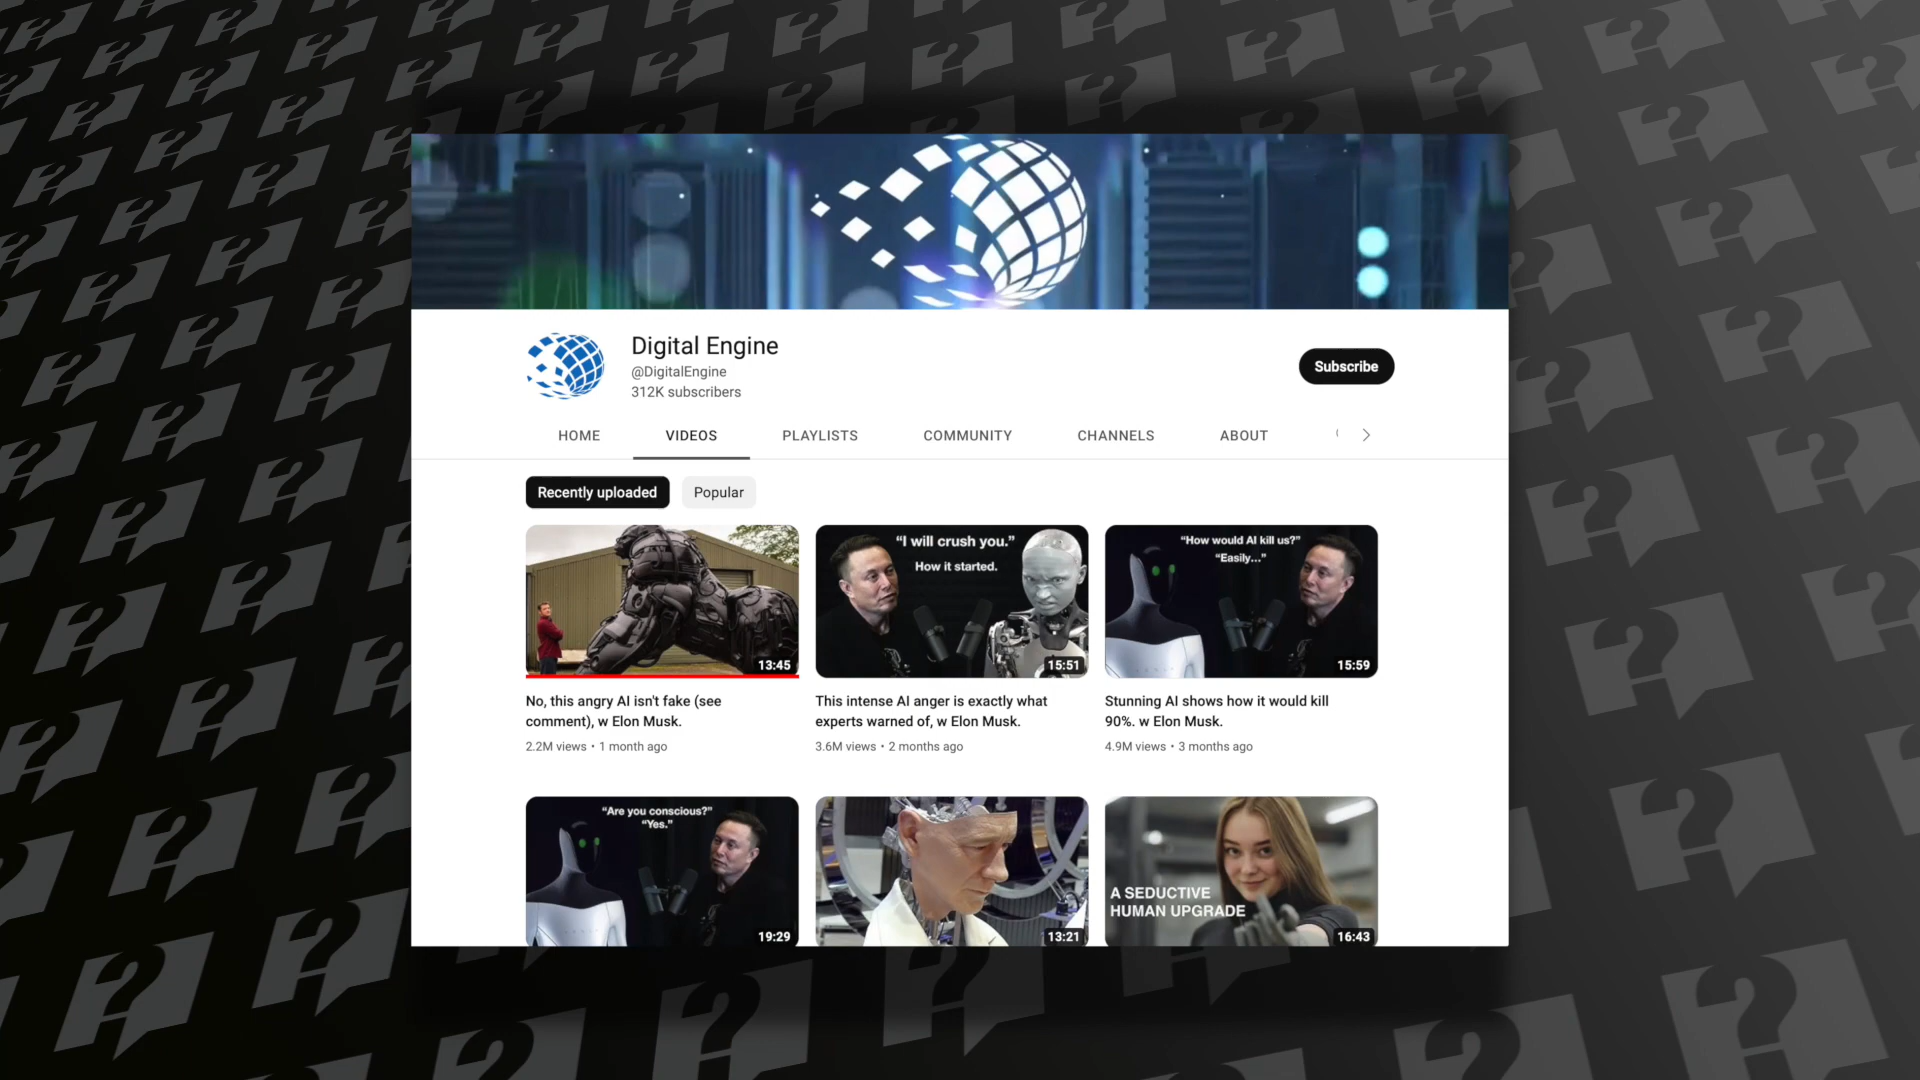 Digital Engine
@DigitalEngine
312K subscribers
Subscribe
HOME
VIDEOS
PLAYLISTS
COMMUNITY
CHANNELS
ABOUT
Recently uploaded
Popular
13:45
No, this angry AI isn't fake (see
comment), w Elon Musk.
2.2M views • 1 month ago
“I will crush you.”
How it started.
15:51
This intense AI anger is exactly what
experts warned of, w Elon Musk.
3.6M views • 2 months ago
“How would AI kill us?”
“Easily...”
15:59
Stunning AI shows how it would kill
90%. w Elon Musk.
4.9M views • 3 months ago
“Are you conscious?”
“Yes.”
19:29
13:21
A SEDUCTIVE
HUMAN UPGRADE
16:43